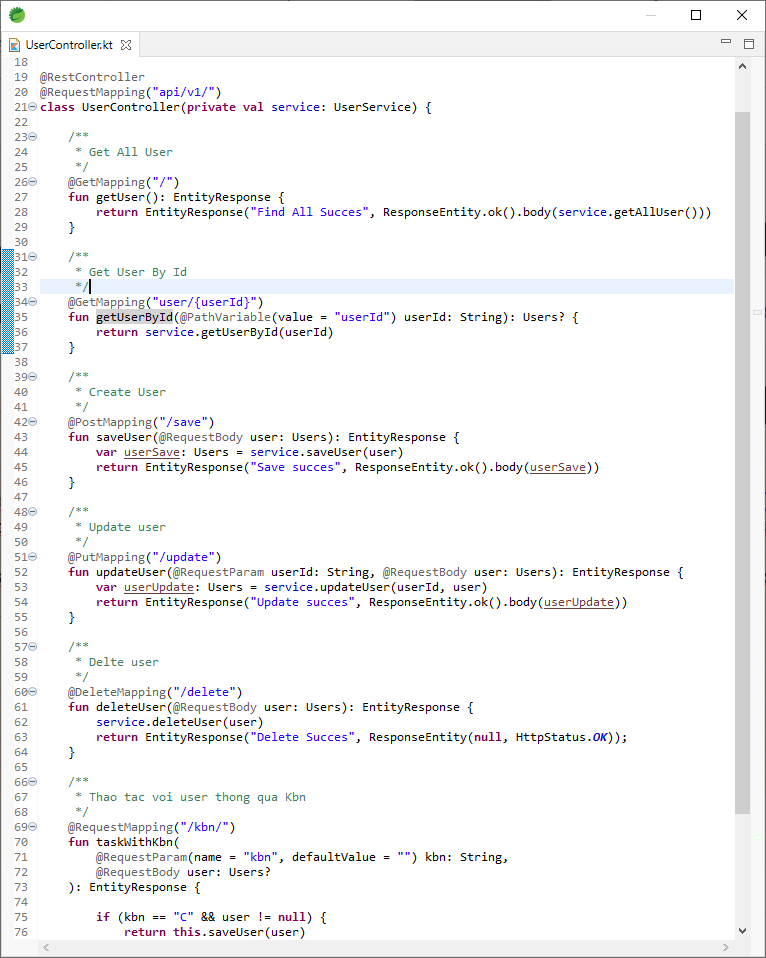 UserController.kt
18
19 @RestController
20 @RequestMapping("api/v1/")
21 class UserController(private val service: UserService) {
22
23     /**
24      * Get All User
25      */
26     @GetMapping("/")
27     fun getUser(): EntityResponse {
28         return EntityResponse("Find All Succes", ResponseEntity.ok().body(service.getAllUser()))
29     }
30
31     /**
32      * Get User By Id
33      */
34     @GetMapping("user/{userId}")
35     fun getUserById(@PathVariable(value = "userId") userId: String): Users? {
36         return service.getUserById(userId)
37     }
38
39     /**
40      * Create User
41      */
42     @PostMapping("/save")
43     fun saveUser(@RequestBody user: Users): EntityResponse {
44         var userSave: Users = service.saveUser(user)
45         return EntityResponse("Save succes", ResponseEntity.ok().body(userSave))
46     }
47
48     /**
49      * Update user
50      */
51     @PutMapping("/update")
52     fun updateUser(@RequestParam userId: String, @RequestBody user: Users): EntityResponse {
53         var userUpdate: Users = service.updateUser(userId, user)
54         return EntityResponse("Update succes", ResponseEntity.ok().body(userUpdate))
55     }
56
57     /**
58      * Delte user
59      */
60     @DeleteMapping("/delete")
61     fun deleteUser(@RequestBody user: Users): EntityResponse {
62         service.deleteUser(user)
63         return EntityResponse("Delete Succes", ResponseEntity(null, HttpStatus.OK));
64     }
65
66     /**
67      * Thao tac voi user thong qua Kbn
68      */
69     @RequestMapping("/kbn/")
70     fun taskWithKbn(
71         @RequestParam(name = "kbn", defaultValue = "") kbn: String,
72         @RequestBody user: Users?
73     ): EntityResponse {
74
75         if (kbn == "C" && user != null) {
76             return this.saveUser(user)